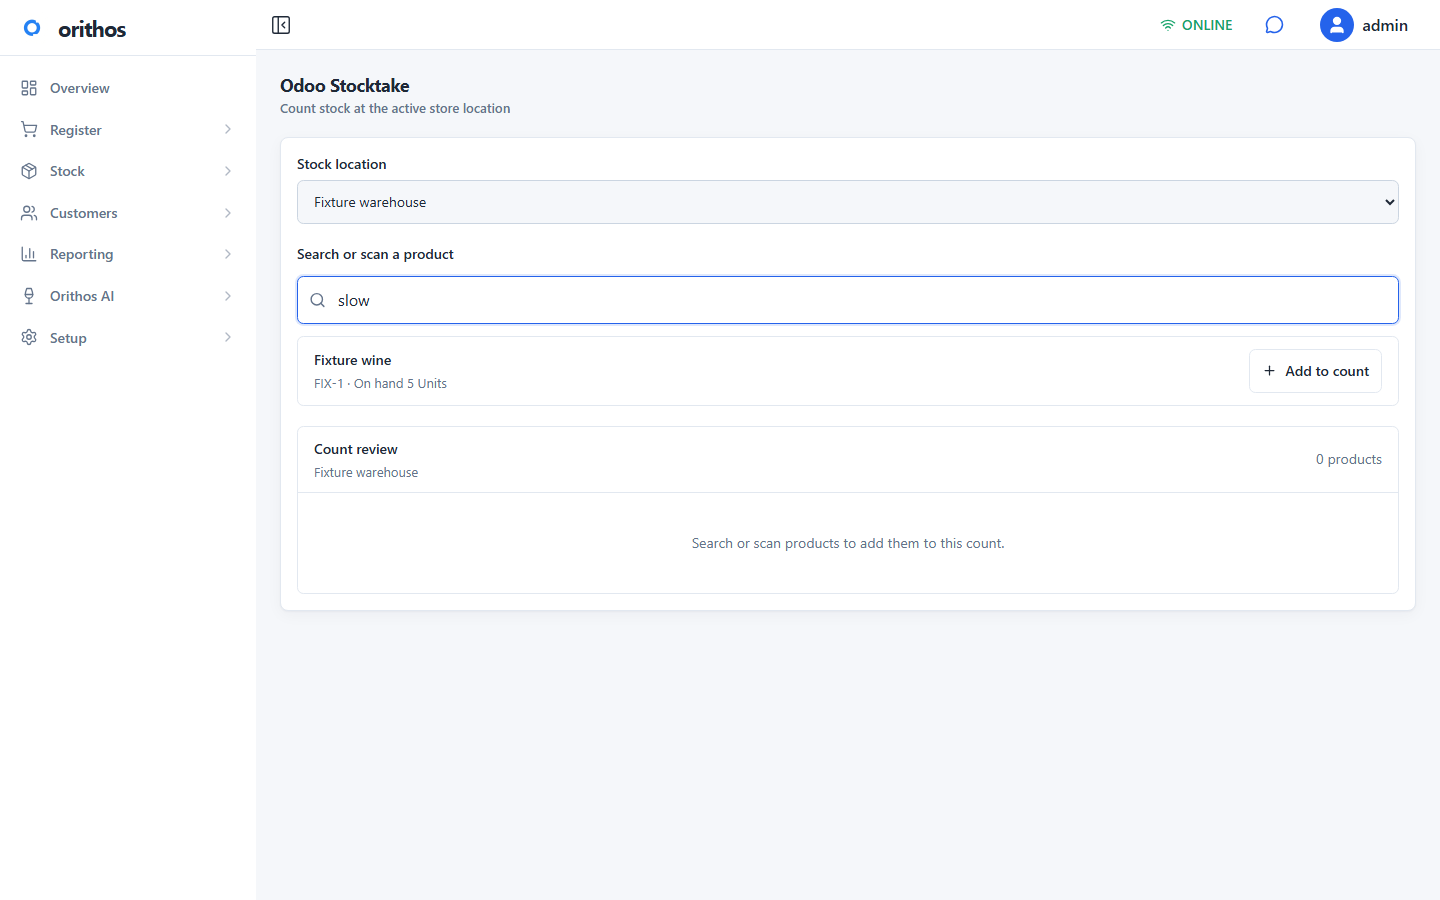 orithos
ONLINE
admin
Overview
Register
Stock
Customers
Reporting
Orithos AI
Setup
Odoo Stocktake
Count stock at the active store location
Stock location
Fixture warehouse
Search or scan a product
slow
Fixture wine
FIX-1 · On hand 5 Units
Add to count
Count review
Fixture warehouse
0 products
Search or scan products to add them to this count.